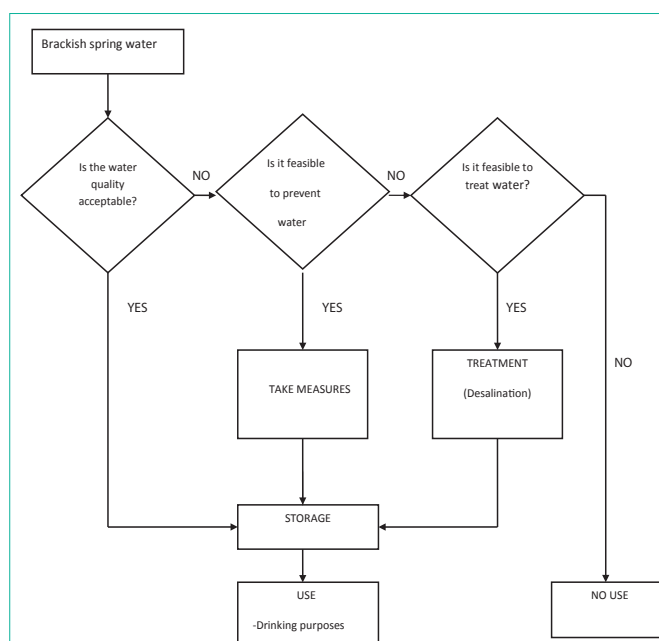 Brackish spring water
Is the water
quality
acceptable?
NO
Is it feasible
to prevent
water
NO
Is it feasible to
treat water?
YES
YES
YES
NO
TAKE MEASURES
TREATMENT
(Desalination)
STORAGE
USE
-Drinking purposes
NO USE